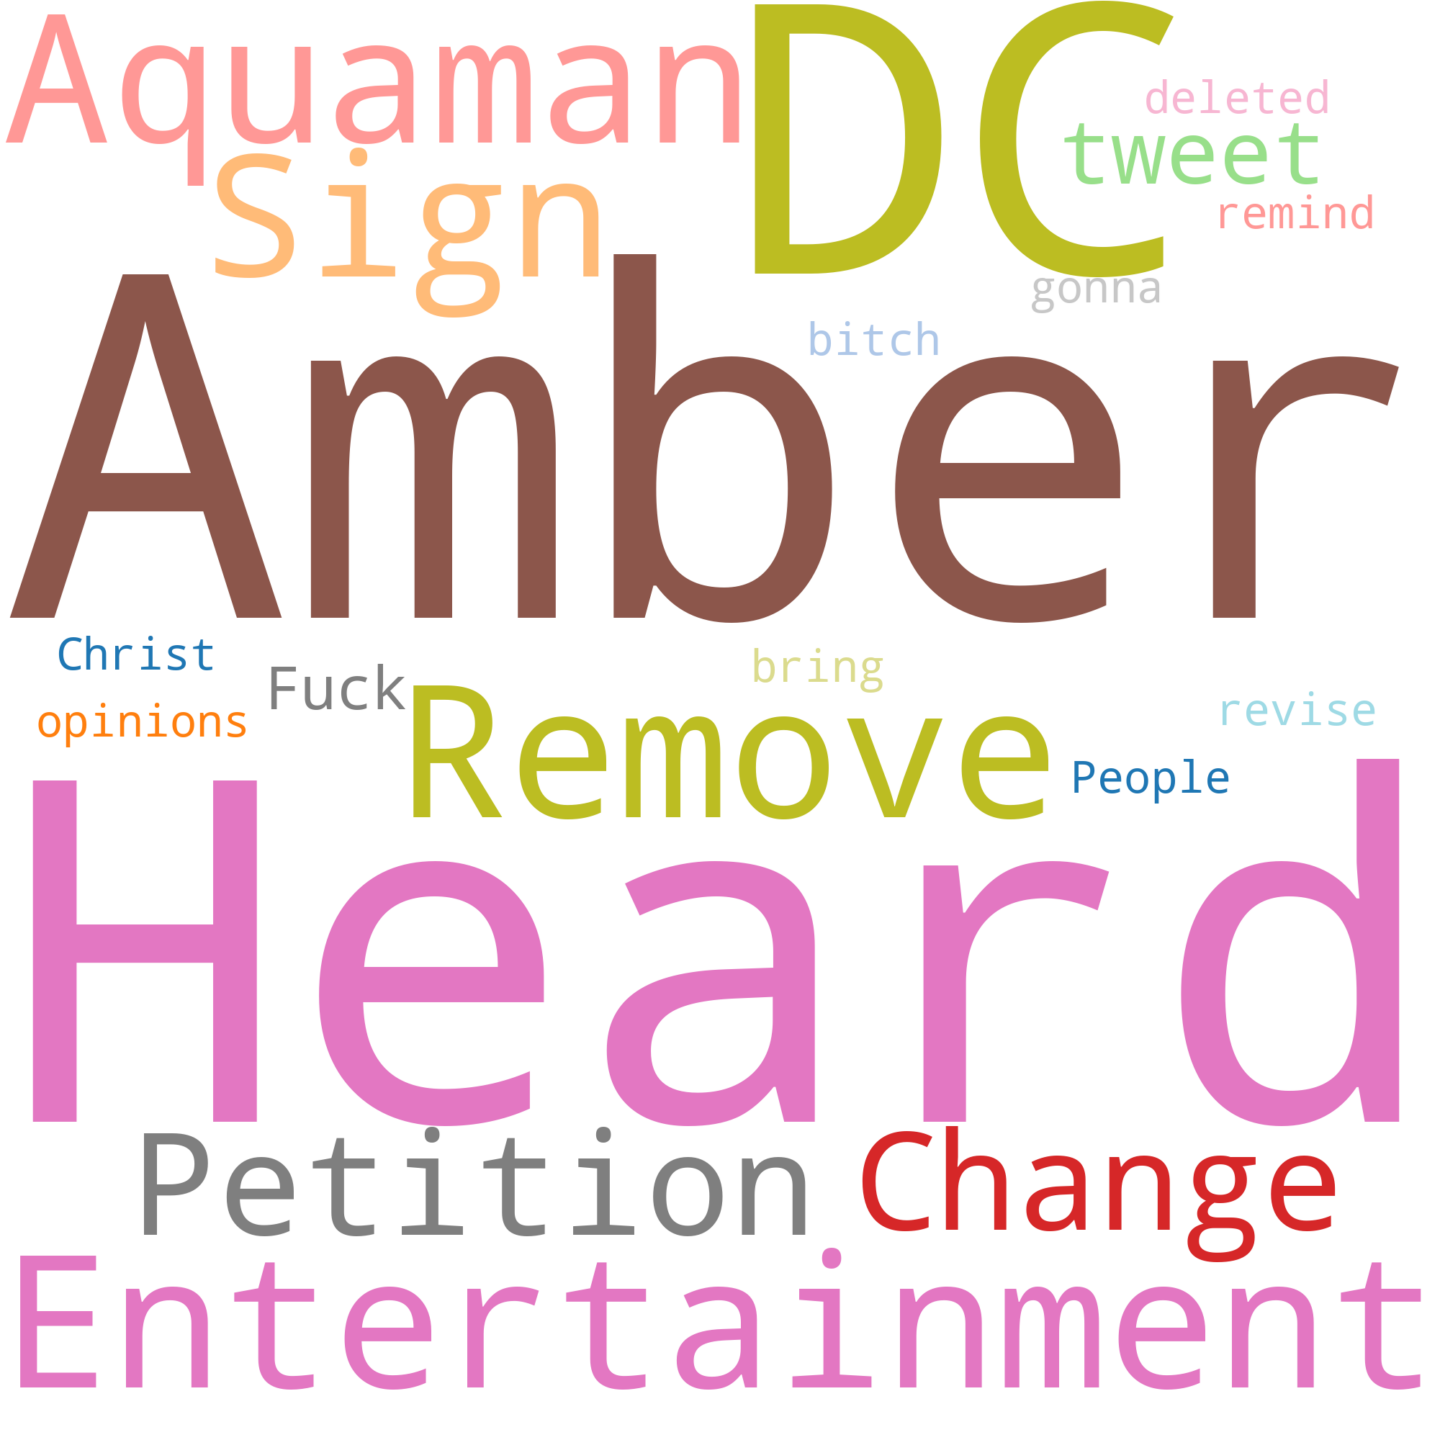 Aquaman DC
deleted
tweet
Sign
remind
gonna
bitch
Amber
Christ
bring
Fuck
opinions
Remove
revise
People
Heard
Petition Change
Entertainment